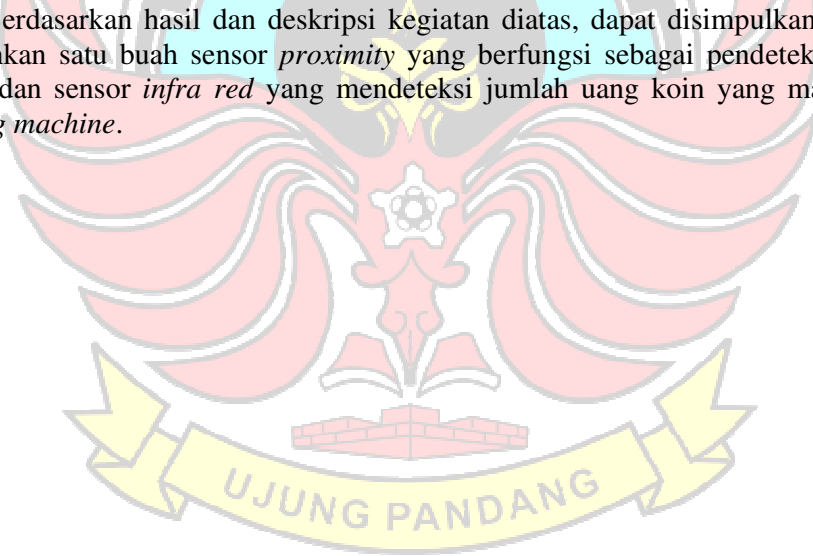 erdasarkan hasil dan deskripsi kegiatan diatas, dapat disimpulkan
akan satu buah sensor proximity yang berfungsi sebagai pendetek
dan sensor infra red yang mendeteksi jumlah uang koin yang ma
g machine.
UJUNG PANDANG